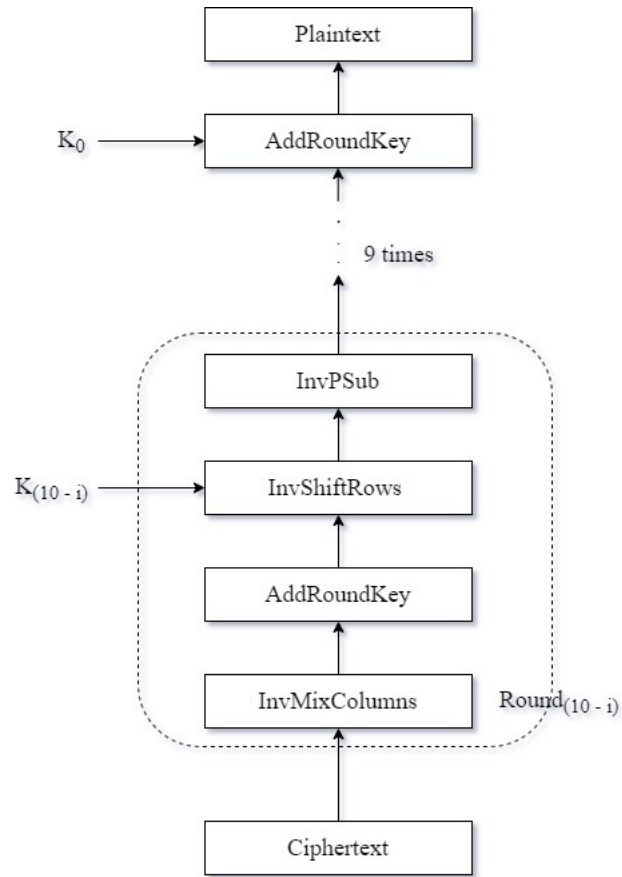 Plaintext
K₀
AddRoundKey
9 times
InvPSub
K₍₁₀ ₋ ᵢ₎
InvShiftRows
AddRoundKey
InvMixColumns
Round₍₁₀ ₋ ᵢ₎
Ciphertext